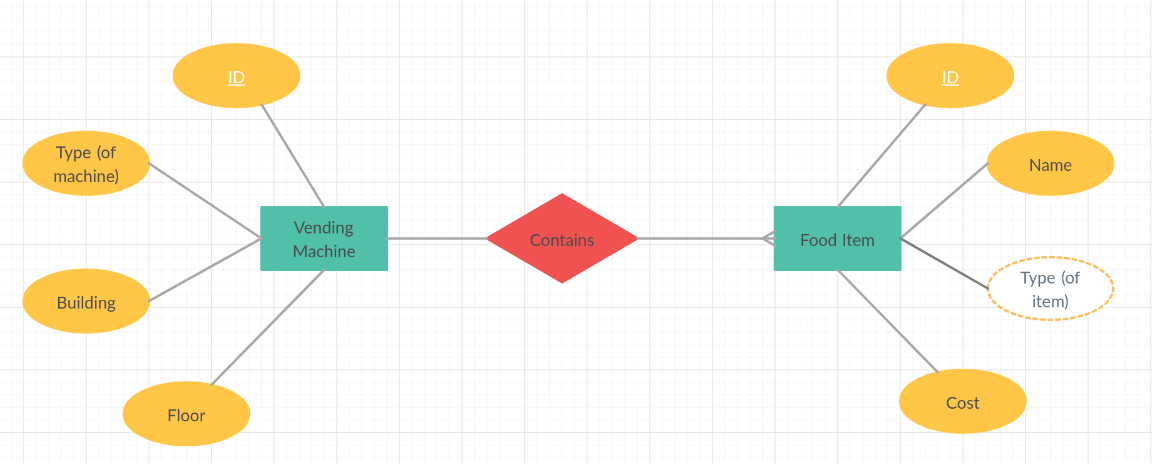 ID
ID
Type (of
machine)
Name
Vending
Machine
Contains
Food Item
Type (of
item)
Building
Floor
Cost